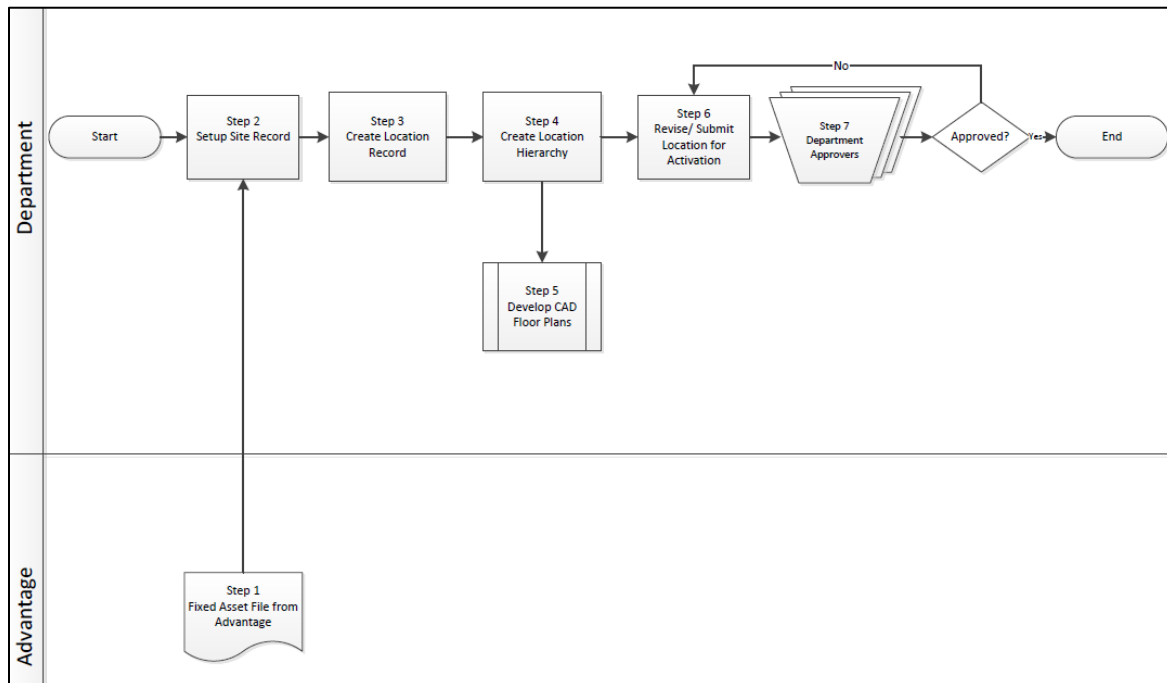 Department
No
Start
Step 2
Setup Site Record
Step 3
Create Location
Record
Step 4
Create Location
Hierarchy
Step 6
Revise/ Submit
Location for
Activation
Step 7
Department
Approvers
Approved?
Yes
End
Step 5
Develop CAD
Floor Plans
Advantage
Step 1
Fixed Asset File from
Advantage